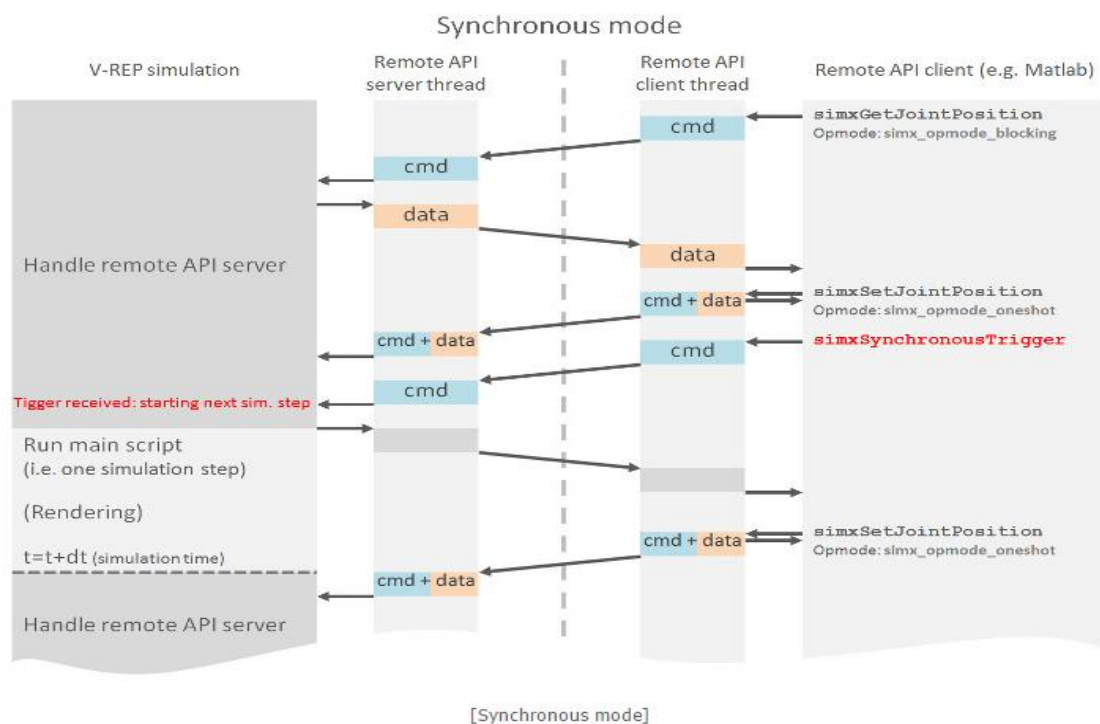 Synchronous mode
V-REP simulation
Remote API
server thread
Remote API
client thread
Remote API client (e.g. Matlab)
simxGetJointPosition
Opmode: simx_opmode_blocking
cmd
cmd
data
data
Handle remote API server
simxSetJointPosition
Opmode: simx_opmode_oneshot
cmd + data
cmd + data
simxSynchronousTrigger
cmd
cmd
Tigger received: starting next sim. step
Run main script
(i.e. one simulation step)
(Rendering)
simxSetJointPosition
Opmode: simx_opmode_oneshot
cmd + data
t=t+dt (simulation time)
cmd + data
Handle remote API server
[Synchronous mode]